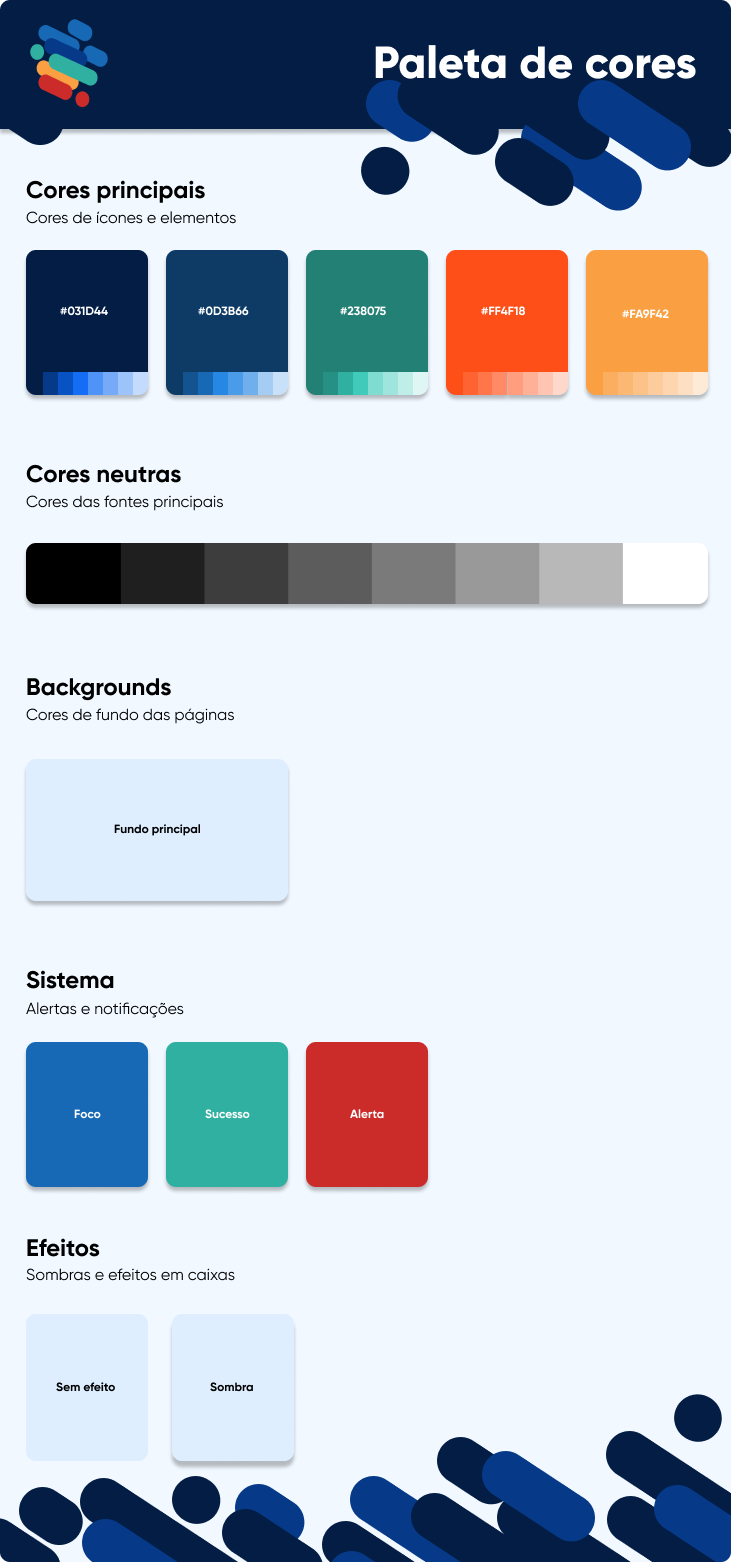 Paleta de cores
Cores principais
Cores de ícones e elementos
#031D44
#0D3B66
#238075
#FF4F18
#FA9F42
Cores neutras
Cores das fontes principais
Backgrounds
Cores de fundo das páginas
Fundo principal
Sistema
Alertas e notificações
Foco
Sucesso
Alerta
Efeitos
Sombras e efeitos em caixas
Sem efeito
Sombra